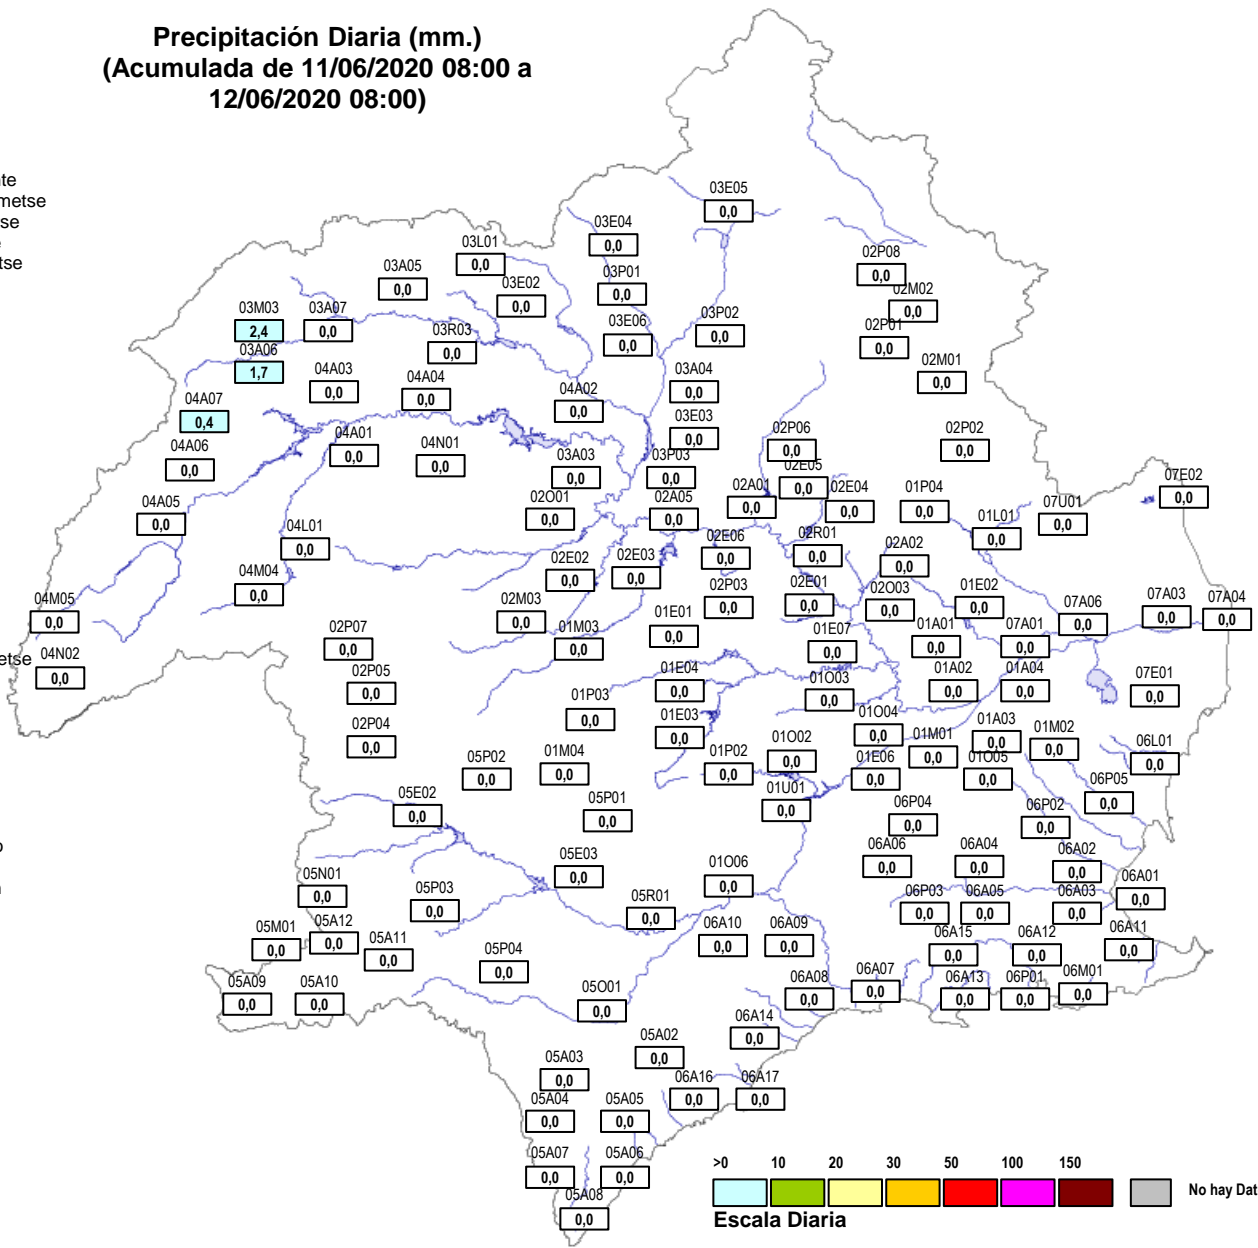 Precipitación Diaria (mm.)
(Acumulada de 11/06/2020 08:00 a
12/06/2020 08:00)
te
metse
se
tse
etse
03E05
0,0
03E04
0,0
03L01
0,0
02P08
0,0
03A05
0,0
03P01
0,0
03E02
0,0
02M02
0,0
03M03
2,4
03A07
0,0
03P02
0,0
03E06
0,0
03R03
0,0
02P01
0,0
03A06
1,7
02M01
0,0
04A03
0,0
04A04
0,0
03A04
0,0
04A02
0,0
04A07
0,4
03E03
0,0
02P06
0,0
02P02
0,0
04A01
0,0
04N01
0,0
04A06
0,0
03A03
0,0
03P03
0,0
02E05
0,0
07E02
0,0
02A01
0,0
02E04
0,0
01P04
0,0
04A05
0,0
02O01
0,0
02A05
0,0
07U01
0,0
01L01
0,0
04L01
0,0
02E06
0,0
02R01
0,0
02A02
0,0
02E02
0,0
02E03
0,0
04M04
0,0
02P03
0,0
02E01
0,0
02O03
0,0
01E02
0,0
04M05
0,0
02M03
0,0
07A06
0,0
07A03
0,0
07A04
0,0
01E01
0,0
01M03
0,0
02P07
0,0
01E07
0,0
01A01
0,0
07A01
0,0
04N02
0,0
02P05
0,0
01E04
0,0
01O03
0,0
01A02
0,0
01A04
0,0
07E01
0,0
01P03
0,0
01E03
0,0
02P04
0,0
01O04
0,0
01A03
0,0
01M02
0,0
01M01
0,0
01O02
0,0
06L01
0,0
05P02
0,0
01M04
0,0
01P02
0,0
01E06
0,0
01O05
0,0
05E02
0,0
05P01
0,0
01U01
0,0
06P05
0,0
06P04
0,0
06P02
0,0
05E03
0,0
06A06
0,0
06A04
0,0
06A02
0,0
05N01
0,0
01O06
0,0
06A01
0,0
05P03
0,0
05R01
0,0
06P03
0,0
06A05
0,0
06A03
0,0
05M01
0,0
05A12
0,0
05A11
0,0
06A10
0,0
06A09
0,0
06A15
0,0
06A12
0,0
06A11
0,0
05P04
0,0
05A09
0,0
05A10
0,0
05O01
0,0
06A08
0,0
06A07
0,0
06A13
0,0
06P01
0,0
06M01
0,0
06A14
0,0
05A02
0,0
05A03
0,0
06A16
0,0
06A17
0,0
05A04
0,0
05A05
0,0
05A07
0,0
05A06
0,0
05A08
0,0
>0 10 20 30 50 100 150
No hay Dat
Escala Diaria